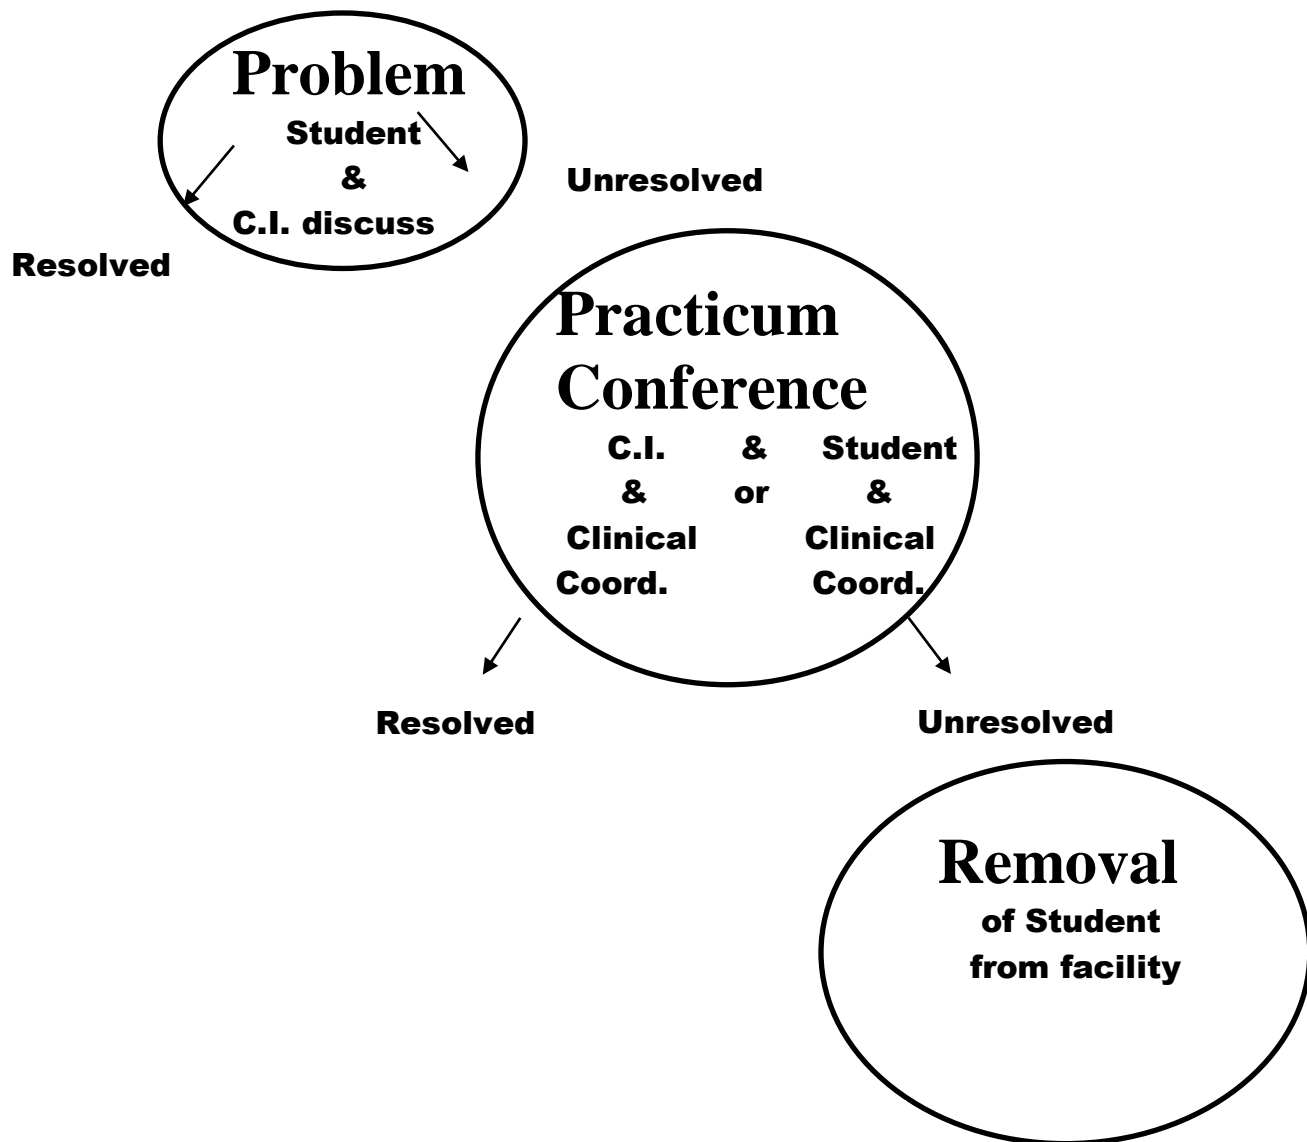 Problem
Student
&
C.I. discuss
Unresolved
Resolved
Practicum
Conference
C.I. & Student
& or &
Clinical Clinical
Coord. Coord.
Resolved
Unresolved
Removal
of Student
from facility